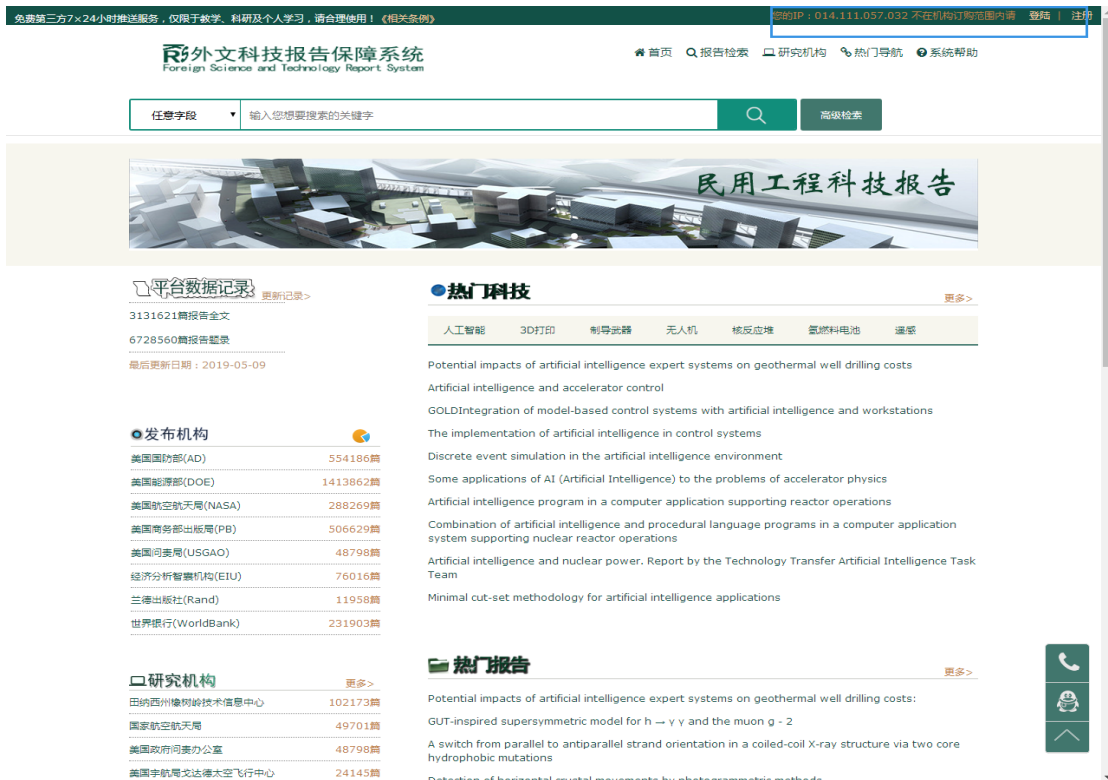 免费第三方7×24小时推送服务，仅限于教学、科研及个人学习，请合理使用！《相关条例》
您的IP：014.111.057.032 不在机构订购范围内请 登陆 | 注册
外文科技报告保障系统
Foreign Science and Technology Report System
首页 报告检索 研究机构 热门导航 系统帮助
任意字段 输入您想要搜索的关键字 高级检索
民用工程科技报告
平台数据记录 更新记录>
3131621篇报告全文
6728560篇报告题录
最后更新日期：2019-05-09
发布机构
美国国防部(AD) 554186篇
美国能源部(DOE) 1413862篇
美国航空航天局(NASA) 288269篇
美国商务部出版局(PB) 506629篇
美国问责局(USGAO) 48798篇
经济分析智囊机构(EIU) 76016篇
兰德出版社(Rand) 11958篇
世界银行(WorldBank) 231903篇
研究机构 更多>
田纳西州橡树岭技术信息中心 102173篇
国家航空航天局 49701篇
美国政府问责办公室 48798篇
美国宇航局戈达德太空飞行中心 24145篇
热门科技 更多>
人工智能 3D打印 制导武器 无人机 核反应堆 氢燃料电池 遥感
Potential impacts of artificial intelligence expert systems on geothermal well drilling costs
Artificial intelligence and accelerator control
GOLDIntegration of model-based control systems with artificial intelligence and workstations
The implementation of artificial intelligence in control systems
Discrete event simulation in the artificial intelligence environment
Some applications of AI (Artificial Intelligence) to the problems of accelerator physics
Artificial intelligence program in a computer application supporting reactor operations
Combination of artificial intelligence and procedural language programs in a computer application
system supporting nuclear reactor operations
Artificial intelligence and nuclear power. Report by the Technology Transfer Artificial Intelligence Task
Team
Minimal cut-set methodology for artificial intelligence applications
热门报告 更多>
Potential impacts of artificial intelligence expert systems on geothermal well drilling costs:
GUT-inspired supersymmetric model for h → γ γ and the muon g - 2
A switch from parallel to antiparallel strand orientation in a coiled-coil X-ray structure via two core
hydrophobic mutations
Detection of horizontal crustal movements by photogrammetric methods